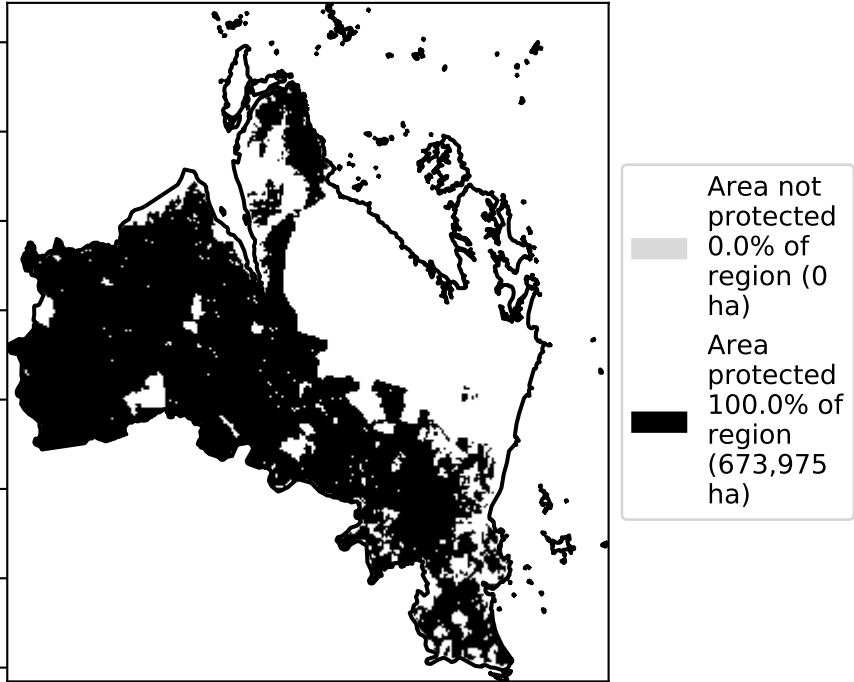 Area not
protected
0.0% of
region (0
ha)
Area
protected
100.0% of
region
(673,975
ha)